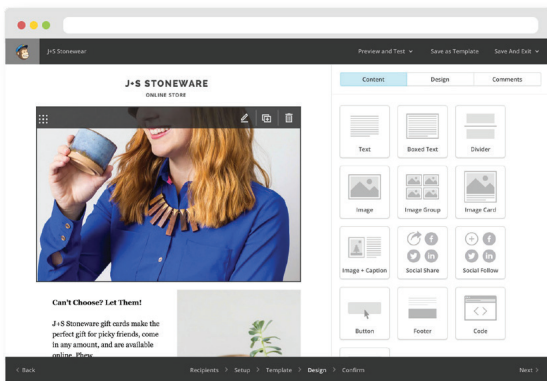 J+S Stonewear
Preview and Test
Save as Template
Save And Exit
J+S STONEWARE
ONLINE STORE
Content
Design
Comments
Text
Boxed Text
Divider
Image
Image Group
Image Card
Image + Caption
Social Share
Social Follow
Button
Footer
Code
Can't Choose? Let Them!
J+S Stoneware gift cards make the
perfect gift for picky friends, come
in any amount, and are available
online. Phew.
< Back
Recipients > Setup > Template > Design > Confirm
Next >